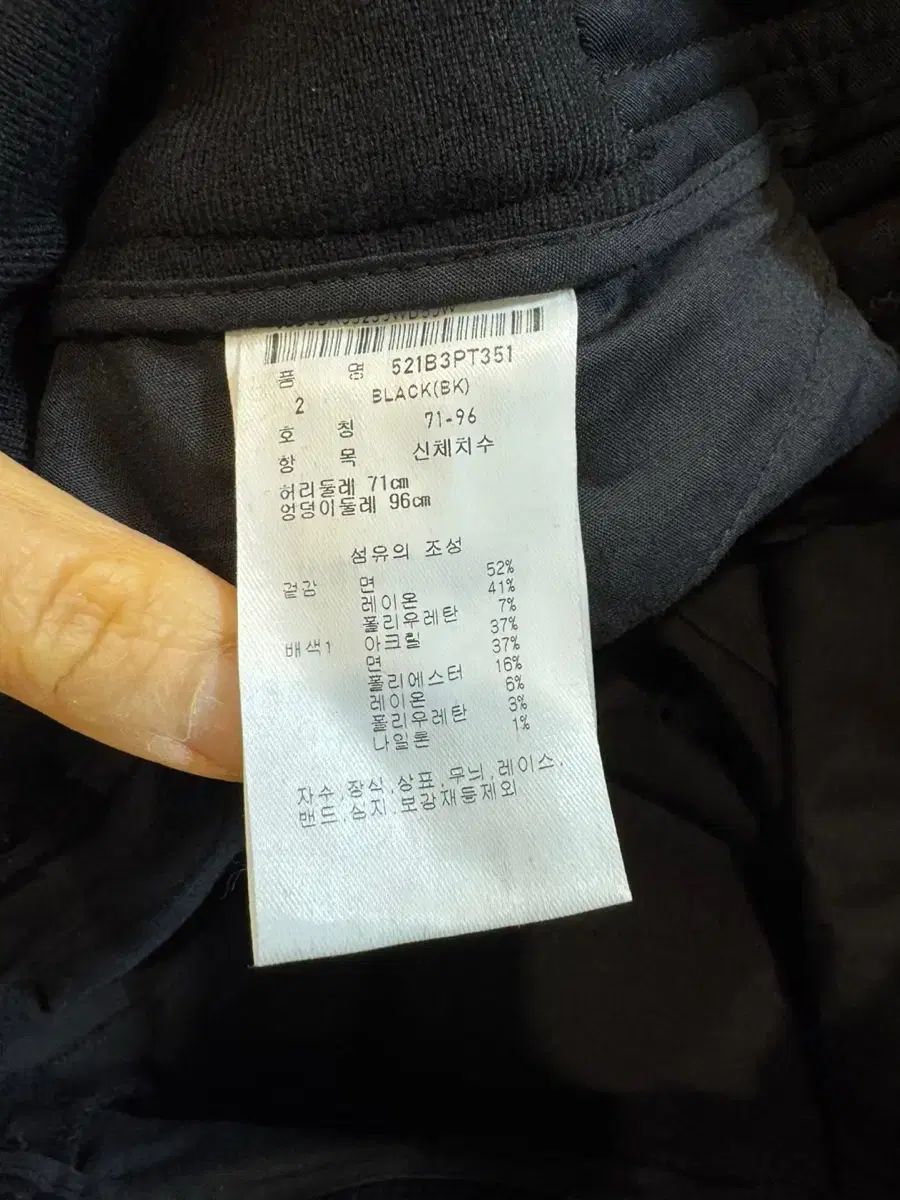 품 명 521B3PT351
2 BLACK(BK)
호 칭 71-96
항 목 신체치수
허리둘레 71cm
엉덩이둘레 96cm
섬유의 조성
겉감 면 52%
레이온 41%
폴리우레탄 7%
배색1 아크릴 37%
면 37%
폴리에스터 16%
레이온 6%
폴리우레탄 3%
나일론 1%
자수,장식,상표,무늬,레이스,
밴드,심지,보강재등제외